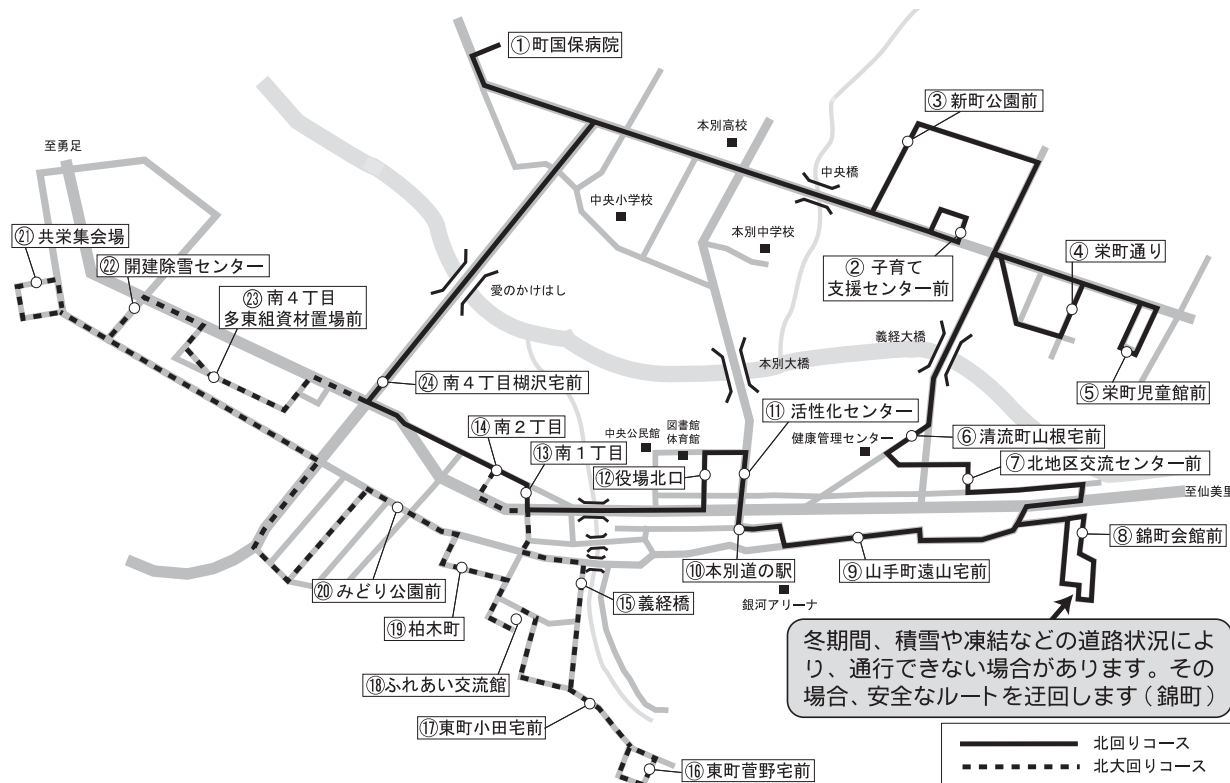 ①町国保病院
③新町公園前
本別高校
至勇足
中央橋
中央小学校
㉑共栄集会場
本別中学校
④栄町通り
㉒開建除雪センター
②子育て
支援センター前
㉓南4丁目
多東組資材置場前
愛のかけはし
義経大橋
本別大橋
㉔南4丁目楜沢宅前
⑤栄町児童館前
⑪活性化センター
⑭南2丁目
中央公民館
図書館
体育館
健康管理センター
⑥清流町山根宅前
⑬南1丁目
⑫役場北口
⑦北地区交流センター前
至仙美里
⑧錦町会館前
⑩本別道の駅
⑨山手町遠山宅前
⑳みどり公園前
⑮義経橋
銀河アリーナ
⑲柏木町
冬期間、積雪や凍結などの道路状況によ
り、通行できない場合があります。その
場合、安全なルートを迂回します(錦町)
⑱ふれあい交流館
⑰東町小田宅前
北回りコース
⑯東町菅野宅前
北大回りコース